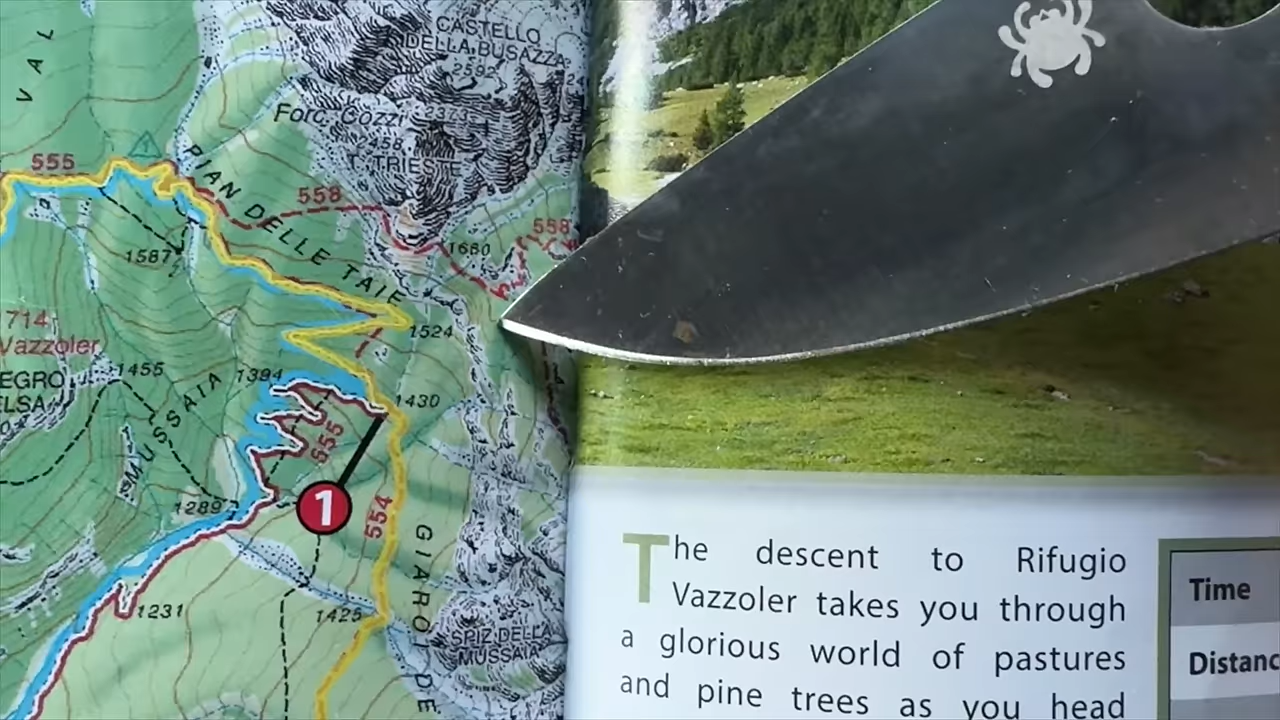 CASTELLO
DELLA BUSAZZA
2592
VAL
Forc. Cozzi
T. TRIESTE
555
558
558
PIAN DELLE TAIE
1587
1680
714
Vazzoler
1524
1455
1394
EGRO
ELSA
MUSSAIA
1430
555
1289
1
554
GIARO DE
1231
1425
SPIZ DELLA
MUSSAIA
The descent to Rifugio
Vazzoler takes you through
a glorious world of pastures
and pine trees as you head
Time
Distanc